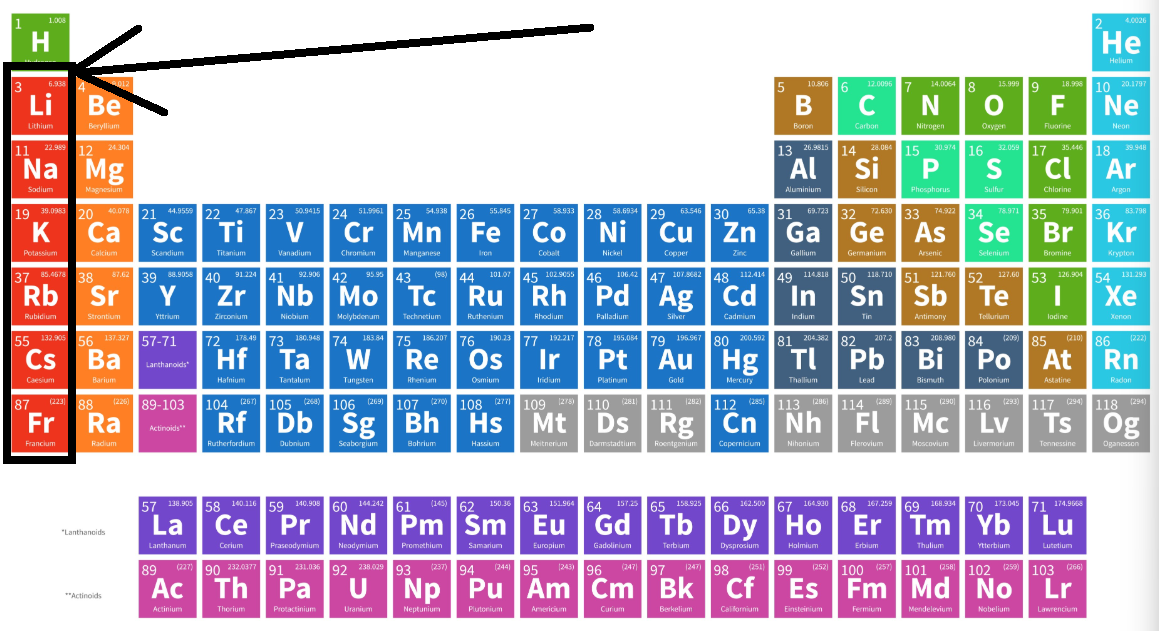 1 1.008 2 4.0026
H He
Helium
3 6.938 4 5 10.806 6 12.0096 7 14.0064 8 15.999 9 18.998 10 20.1797
Li Be B C N O F Ne
Lithium Beryllium Boron Carbon Nitrogen Oxygen Fluorine Neon
11 22.989 12 24.304 13 26.9815 14 28.084 15 30.974 16 32.059 17 35.446 18 39.948
Na Mg Al Si P S Cl Ar
Sodium Magnesium Aluminium Silicon Phosphorus Sulfur Chlorine Argon
19 39.0983 20 40.078 21 44.9559 22 47.867 23 50.9415 24 51.9961 25 54.938 26 55.845 27 58.933 28 58.6934 29 63.546 30 65.38 31 69.723 32 72.630 33 74.922 34 78.971 35 79.901 36 83.798
K Ca Sc Ti V Cr Mn Fe Co Ni Cu Zn Ga Ge As Se Br Kr
Potassium Calcium Scandium Titanium Vanadium Chromium Manganese Iron Cobalt Nickel Copper Zinc Gallium Germanium Arsenic Selenium Bromine Krypton
37 85.4678 38 87.62 39 88.9058 40 91.224 41 92.906 42 95.95 43 (98) 44 101.07 45 102.9055 46 106.42 47 107.8682 48 112.414 49 114.818 50 118.710 51 121.760 52 127.60 53 126.904 54 131.293
Rb Sr Y Zr Nb Mo Tc Ru Rh Pd Ag Cd In Sn Sb Te I Xe
Rubidium Strontium Yttrium Zirconium Niobium Molybdenum Technetium Ruthenium Rhodium Palladium Silver Cadmium Indium Tin Antimony Tellurium Iodine Xenon
55 132.905 56 137.327 57-71 72 178.49 73 180.948 74 183.84 75 186.207 76 190.23 77 192.217 78 195.084 79 196.967 80 200.592 81 204.382 82 207.2 83 208.980 84 (209) 85 (210) 86 (222)
Cs Ba Lanthanoids* Hf Ta W Re Os Ir Pt Au Hg Tl Pb Bi Po At Rn
Caesium Barium Hafnium Tantalum Tungsten Rhenium Osmium Iridium Platinum Gold Mercury Thallium Lead Bismuth Polonium Astatine Radon
87 (223) 88 (226) 89-103 104 (267) 105 (268) 106 (269) 107 (270) 108 (277) 109 (278) 110 (281) 111 (282) 112 (285) 113 (286) 114 (289) 115 (290) 116 (293) 117 (294) 118 (294)
Fr Ra Actinoids** Rf Db Sg Bh Hs Mt Ds Rg Cn Nh Fl Mc Lv Ts Og
Francium Radium Rutherfordium Dubnium Seaborgium Bohrium Hassium Meitnerium Darmstadtium Roentgenium Copernicium Nihonium Flerovium Moscovium Livermorium Tennessine Oganesson
57 138.905 58 140.116 59 140.908 60 144.242 61 (145) 62 150.36 63 151.964 64 157.25 65 158.925 66 162.500 67 164.930 68 167.259 69 168.934 70 173.045 71 174.9668
*Lanthanoids La Ce Pr Nd Pm Sm Eu Gd Tb Dy Ho Er Tm Yb Lu
Lanthanum Cerium Praseodymium Neodymium Promethium Samarium Europium Gadolinium Terbium Dysprosium Holmium Erbium Thulium Ytterbium Lutetium
89 (227) 90 232.0377 91 231.036 92 238.029 93 (237) 94 (244) 95 (243) 96 (247) 97 (247) 98 (251) 99 (252) 100 (257) 101 (258) 102 (259) 103 (266)
**Actinoids Ac Th Pa U Np Pu Am Cm Bk Cf Es Fm Md No Lr
Actinium Thorium Protactinium Uranium Neptunium Plutonium Americium Curium Berkelium Californium Einsteinium Fermium Mendelevium Nobelium Lawrencium